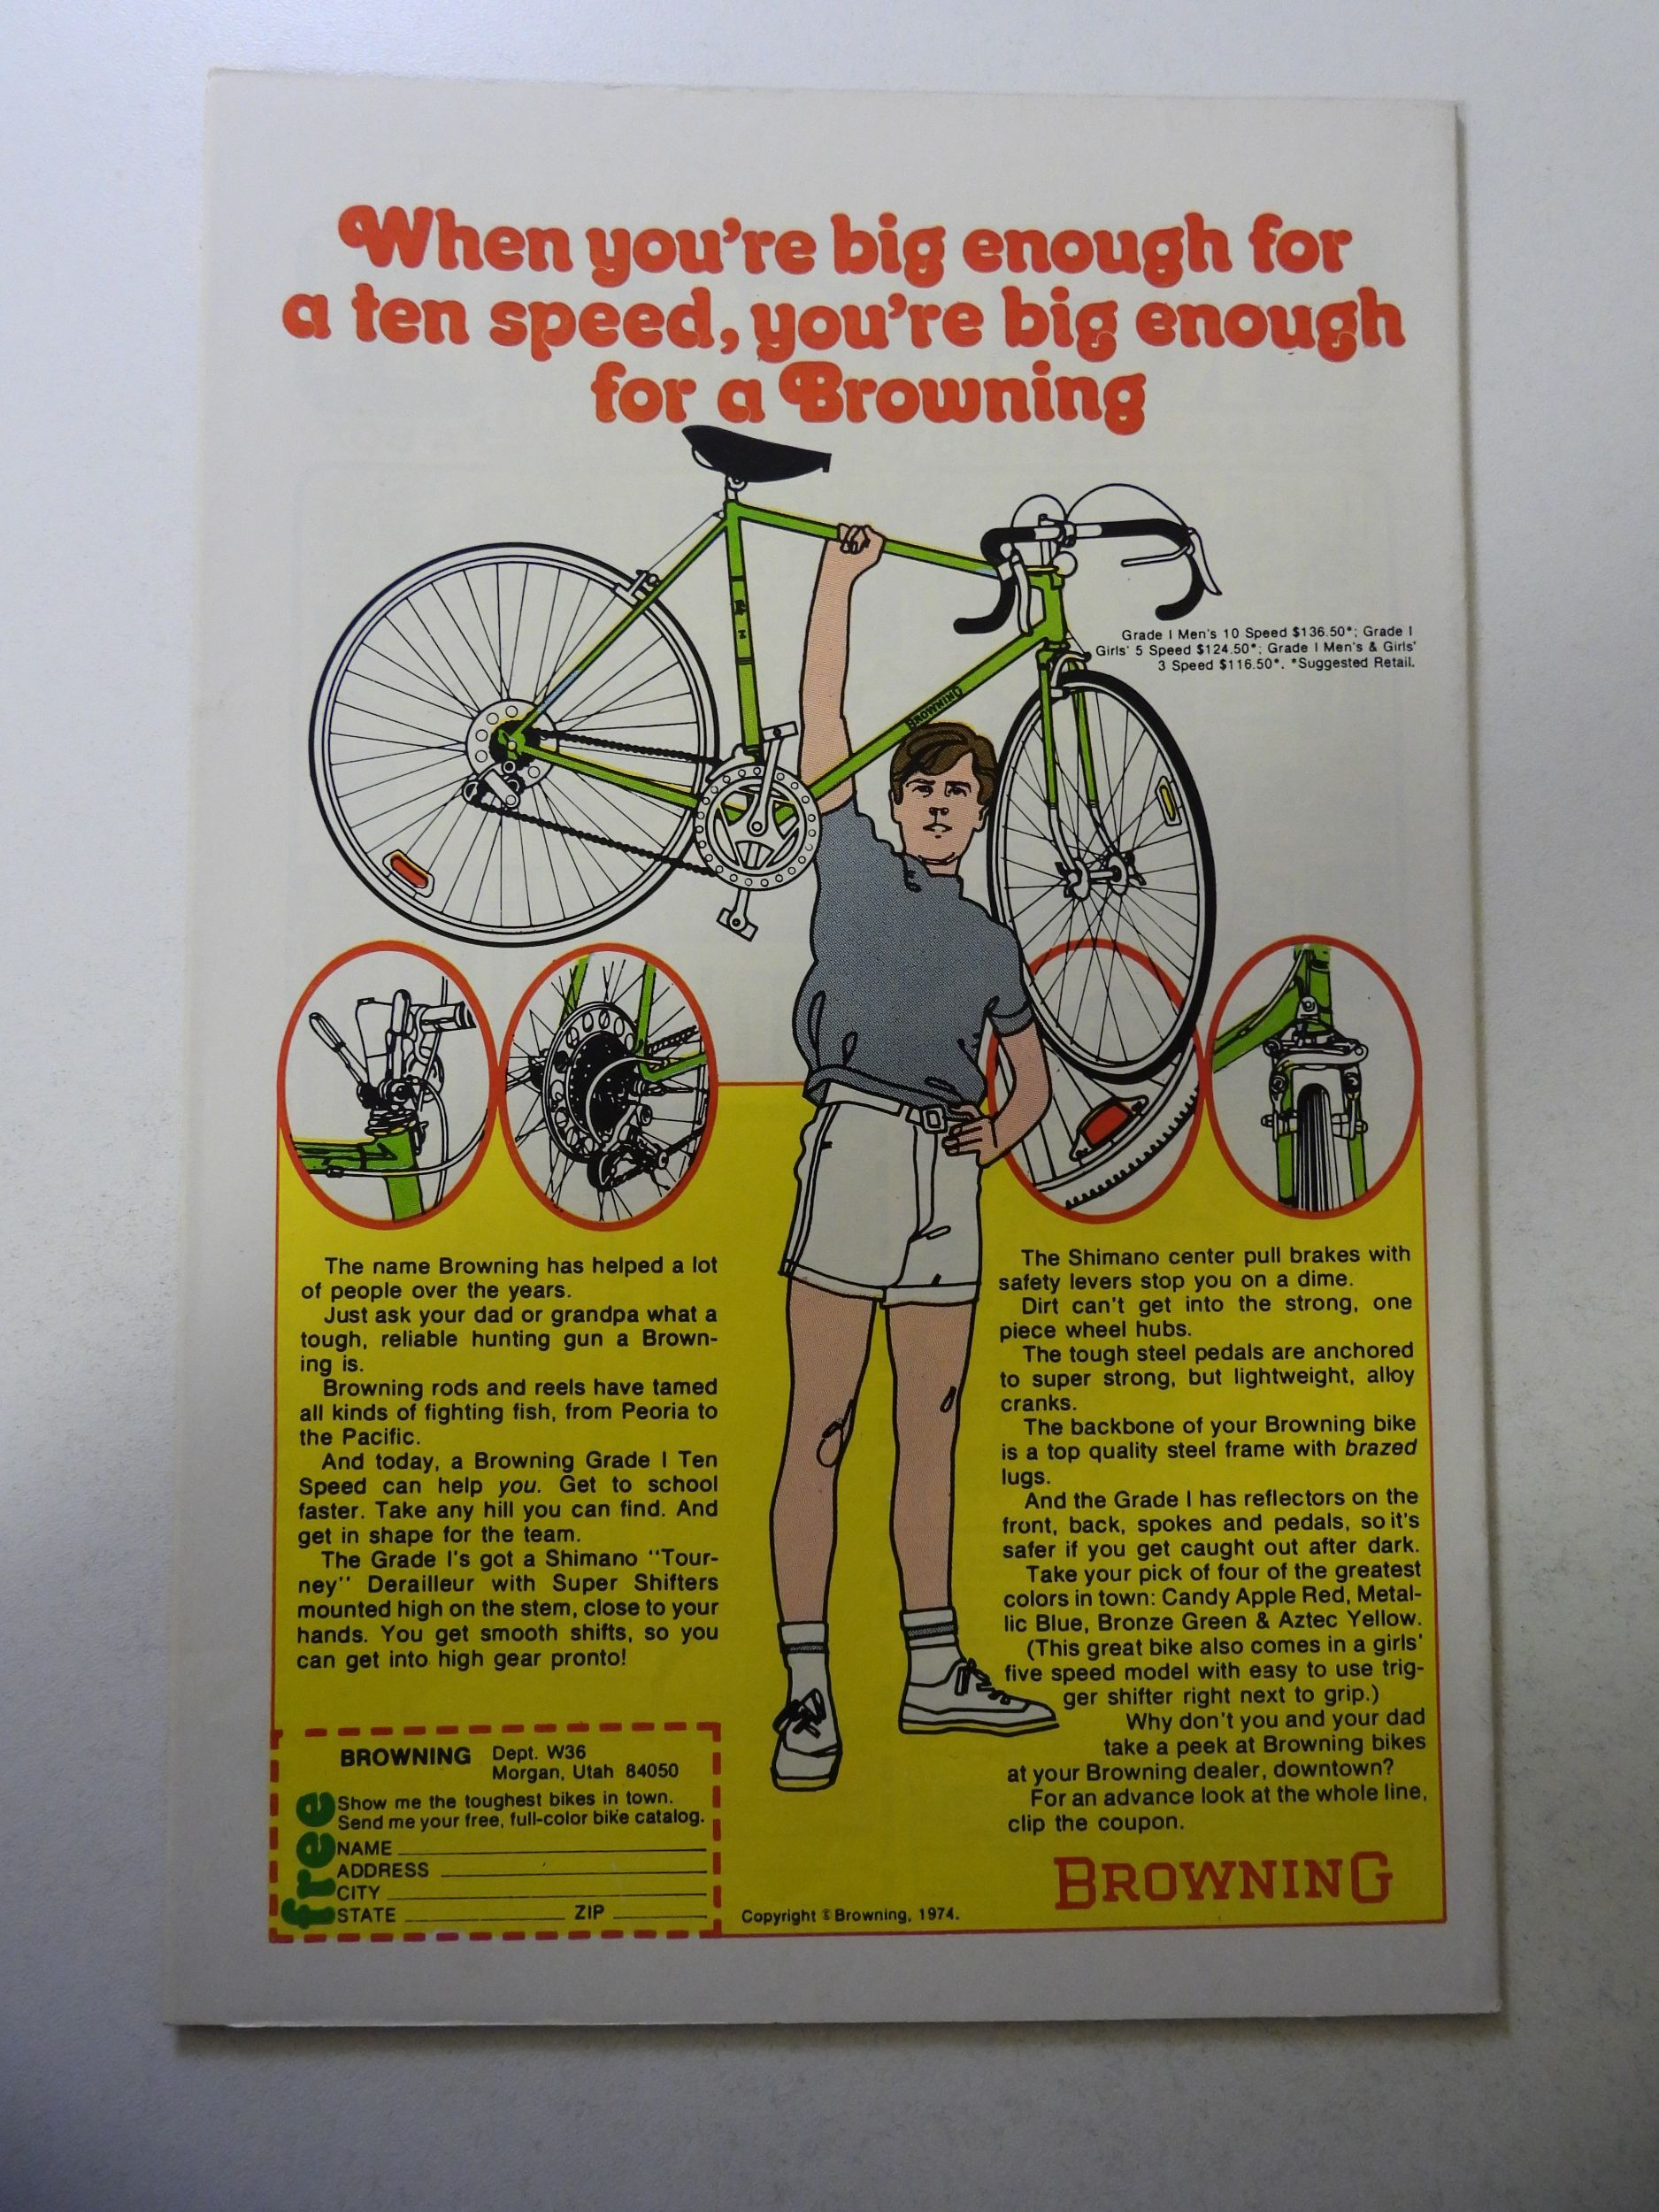 When you're big enough for
a ten speed, you're big enough
for a Browning
Grade I Men's 10 Speed $136.50*; Grade I
Girls' 5 Speed $124.50*; Grade I Men's & Girls'
3 Speed $116.50*. *Suggested Retail.
BROWNING
The name Browning has helped a lot
of people over the years.
Just ask your dad or grandpa what a
tough, reliable hunting gun a Brown-
ing is.
Browning rods and reels have tamed
all kinds of fighting fish, from Peoria to
the Pacific.
And today, a Browning Grade I Ten
Speed can help you. Get to school
faster. Take any hill you can find. And
get in shape for the team.
The Grade I's got a Shimano "Tour-
ney" Derailleur with Super Shifters
mounted high on the stem, close to your
hands. You get smooth shifts, so you
can get into high gear pronto!
The Shimano center pull brakes with
safety levers stop you on a dime.
Dirt can't get into the strong, one
piece wheel hubs.
The tough steel pedals are anchored
to super strong, but lightweight, alloy
cranks.
The backbone of your Browning bike
is a top quality steel frame with brazed
lugs.
And the Grade I has reflectors on the
front, back, spokes and pedals, so it's
safer if you get caught out after dark.
Take your pick of four of the greatest
colors in town: Candy Apple Red, Metal-
lic Blue, Bronze Green & Aztec Yellow.
(This great bike also comes in a girls'
five speed model with easy to use trig-
ger shifter right next to grip.)
Why don't you and your dad
take a peek at Browning bikes
at your Browning dealer, downtown?
For an advance look at the whole line,
clip the coupon.
BROWNING Dept. W36
Morgan, Utah 84050
free
Show me the toughest bikes in town.
Send me your free, full-color bike catalog.
NAME
ADDRESS
CITY
STATE ZIP
Copyright © Browning, 1974.
BROWNING